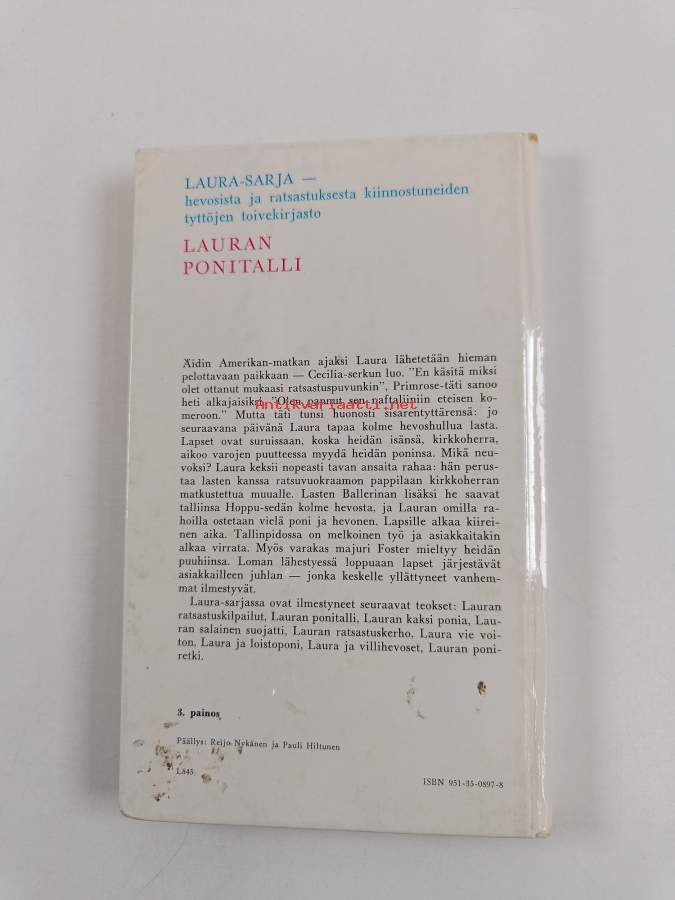 LAURA-SARJA —
hevosista ja ratsastuksesta kiinnostuneiden
tyttöjen toivekirjasto
LAURAN
PONITALLI
Äidin Amerikan-matkan ajaksi Laura lähetetään hieman
pelottavaan paikkaan — Cecilia-serkun luo. "En käsitä miksi
olet ottanut mukaasi ratsastuspuvunkin", Primrose-täti sanoo
heti alkajaisiksi. "Olen pannut sen naftaliiniin eteisen ko-
meroon." Mutta täti tunsi huonosti sisarentyttärensä: jo
seuraavana päivänä Laura tapaa kolme hevoshullua lasta.
Lapset ovat suruissaan, koska heidän isänsä, kirkkoherra,
aikoo varojen puutteessa myydä heidän poninsa. Mikä neu-
voksi? Laura keksii nopeasti tavan ansaita rahaa: hän perus-
taa lasten kanssa ratsuvuokraamon pappilaan kirkkoherran
matkustettua muualle. Lasten Ballerinan lisäksi he saavat
talliinsa Hoppu-sedän kolme hevosta, ja Lauran omilla ra-
hoilla ostetaan vielä poni ja hevonen. Lapsille alkaa kiirei-
nen aika. Tallinpidossa on melkoinen työ ja asiakkaitakin
alkaa virrata. Myös varakas majuri Foster mieltyy heidän
puuhiinsa. Loman lähestyessä loppuaan lapset järjestävät
asiakkailleen juhlan — jonka keskelle yllättyneet vanhem-
mat ilmestyvät.
Laura-sarjassa ovat ilmestyneet seuraavat teokset: Lauran
ratsastuskilpailut, Lauran ponitalli, Lauran kaksi ponia, Lau-
ran salainen suojatti, Lauran ratsastuskerho, Laura vie voi-
ton, Laura ja loistoponi, Laura ja villihevoset, Lauran poni-
retki.
Antikvariaatti.net
3. painos
Päällys: Reijo Nykänen ja Pauli Hiltunen
L845
ISBN 951-35-0897-8